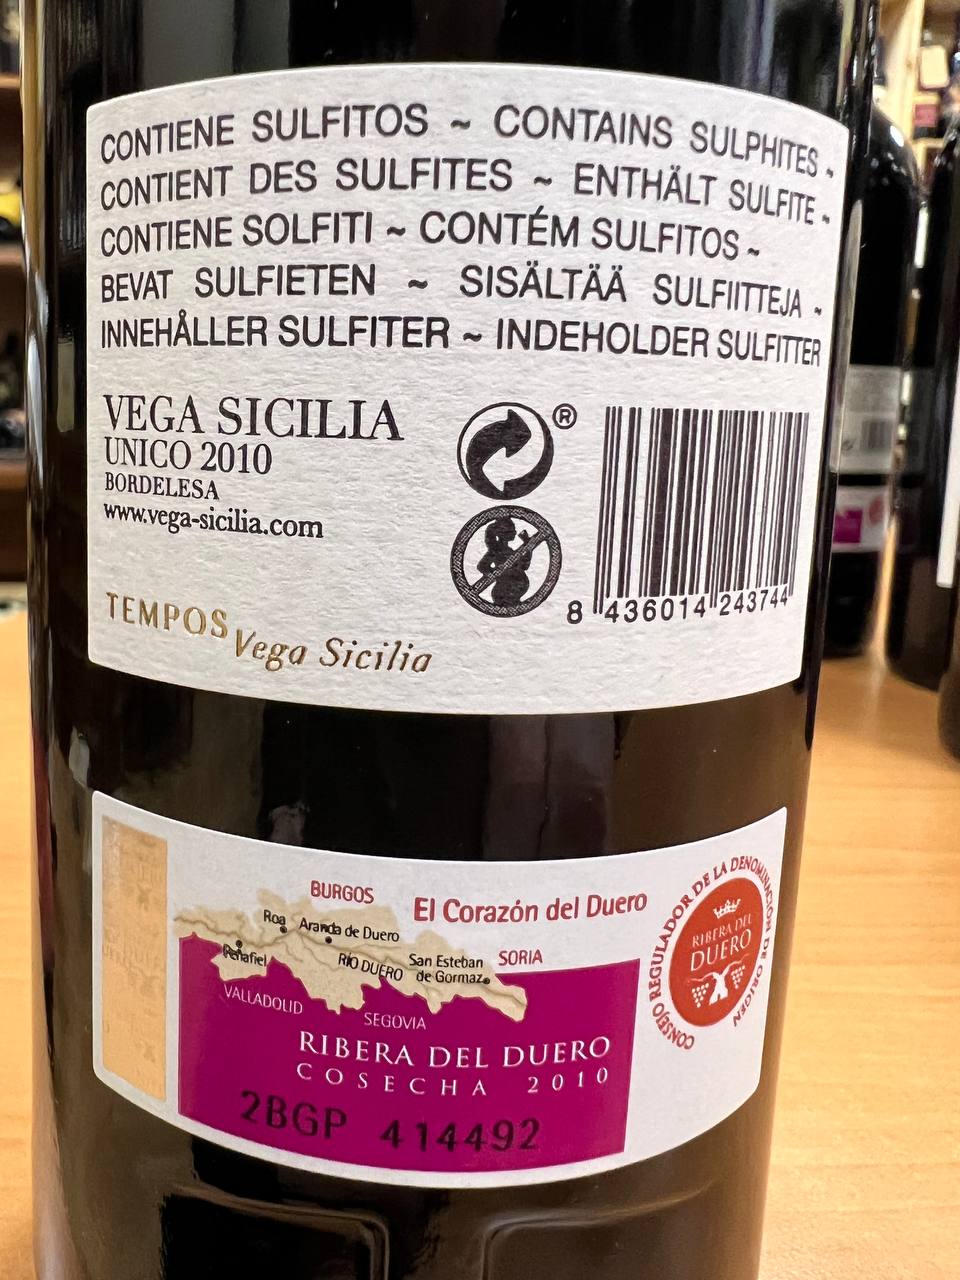 CONTIENE SULFITOS ~ CONTAINS SULPHITES ~
CONTIENT DES SULFITES ~ ENTHÄLT SULFITE ~
CONTIENE SOLFITI ~ CONTÉM SULFITOS ~
BEVAT SULFIETEN ~ SISÄLTÄÄ SULFIITTEJA ~
INNEHÅLLER SULFITER ~ INDEHOLDER SULFITTER
VEGA SICILIA
UNICO 2010
BORDELESA
www.vega-sicilia.com
®
8 436014 243744
TEMPOS Vega Sicilia
BURGOS
El Corazón del Duero
Roa
Aranda de Duero
Peñafiel
RÍO DUERO
San Esteban
de Gormaz
SORIA
VALLADOLID
SEGOVIA
RIBERA DEL DUERO
COSECHA 2010
2BGP 414492
CONSEJO REGULADOR DE LA DENOMINACIÓN DE ORIGEN
RIBERA DEL
DUERO